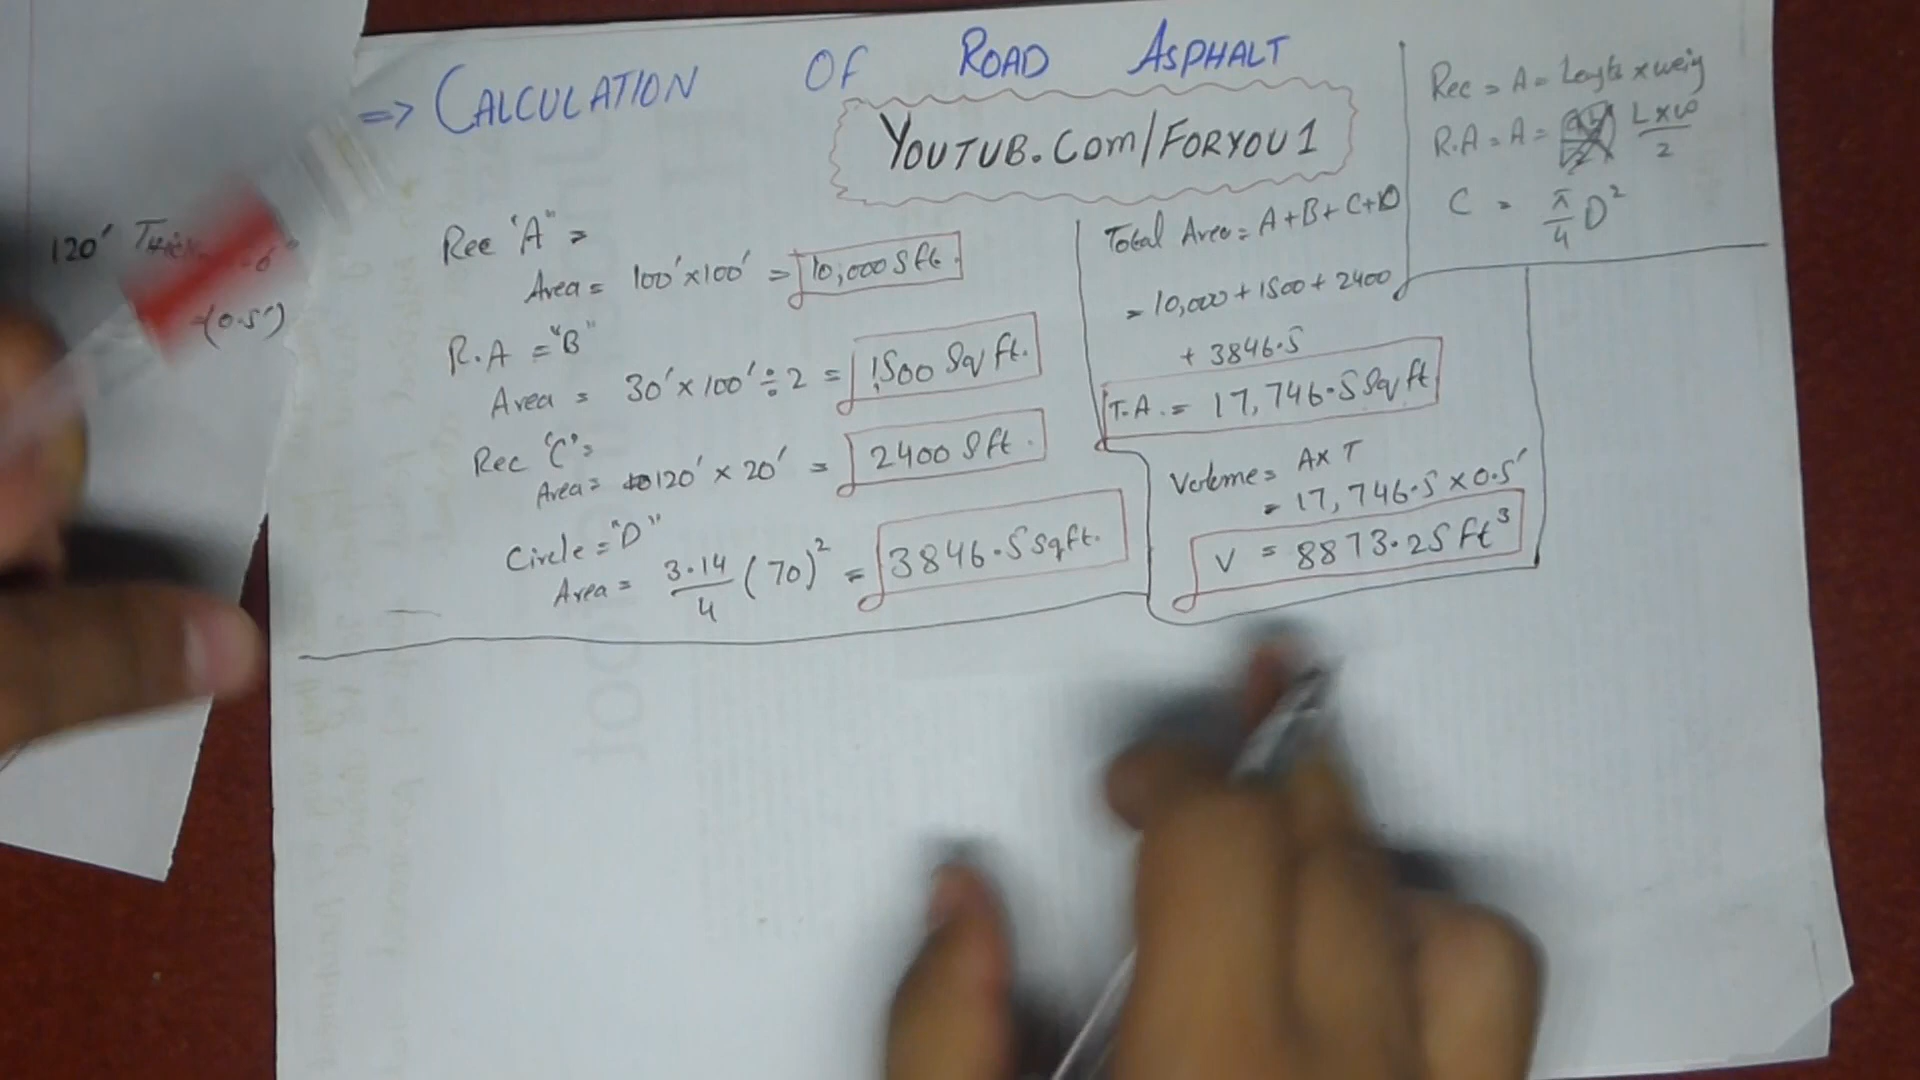 => CALCULATION OF ROAD ASPHALT
YOUTUB.Com/FORYOU1
Rec "A" =
Area = 100' x 100' = 10,000 Sft.
R.A = "B"
Area = 30' x 100' ÷ 2 = 1500 Sq ft.
Rec "C" =
Area = 120' x 20' = 2400 Sft.
Circle = "D"
Area = 3.14/4 (70)² = 3846.5 sqft.
Total Area = A+B+C+D
= 10,000 + 1500 + 2400
+ 3846.5
T.A. = 17,746.5 Sq ft
Volume = A x T
= 17,746.5 x 0.5'
V = 8873.25 ft³
Rec = A =
R.A = A = L x w/2
C = π/4 D²
120'
(0.5')